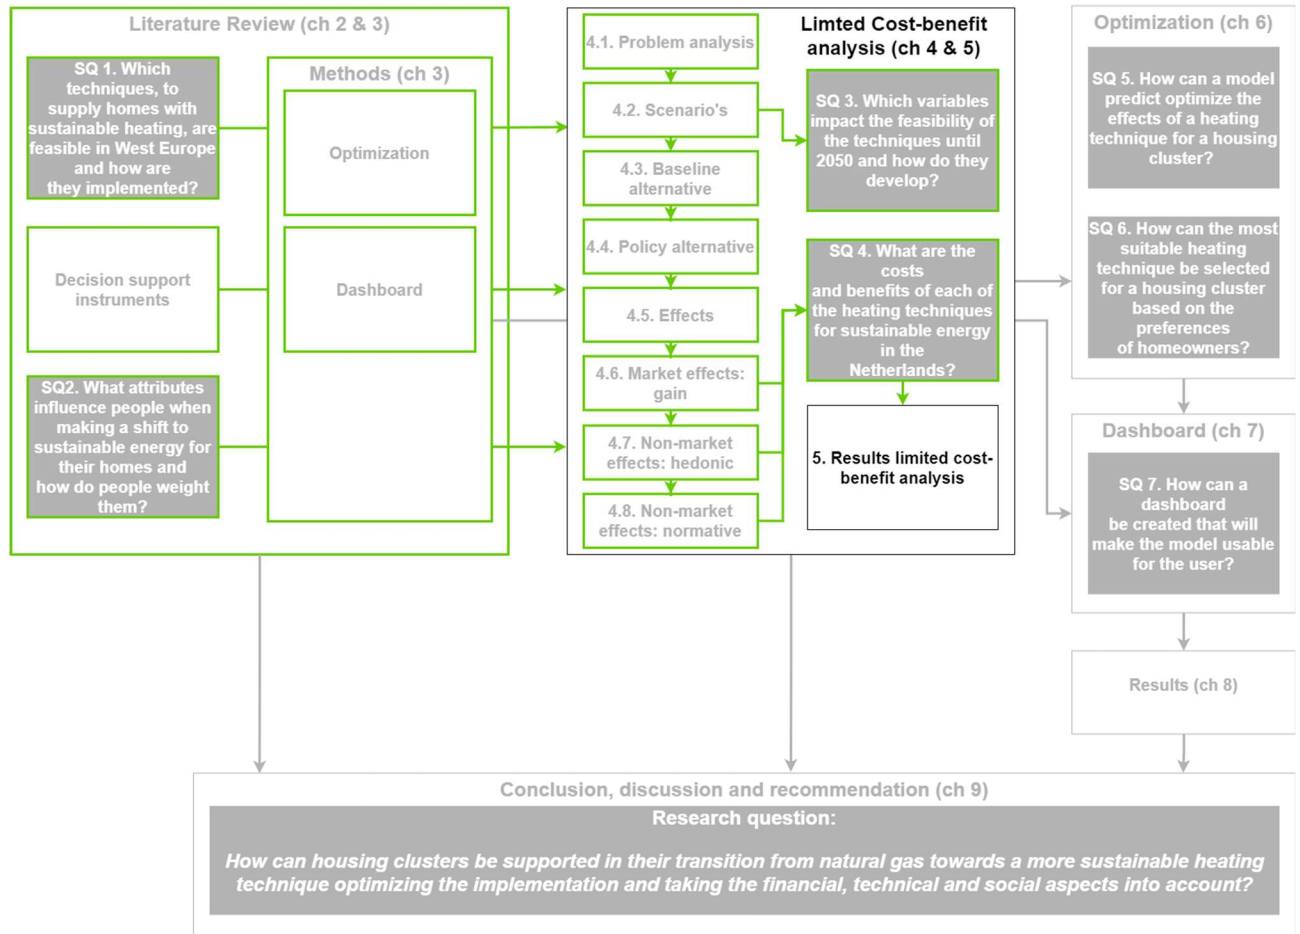 Literature Review (ch 2 & 3)
SQ 1. Which
techniques, to
supply homes with
sustainable heating, are
feasible in West Europe
and how are
they implemented?
Decision support
instruments
SQ2. What attributes
influence people when
making a shift to
sustainable energy for
their homes and
how do people weight
them?
Methods (ch 3)
Optimization
Dashboard
Limted Cost-benefit
analysis (ch 4 & 5)
4.1. Problem analysis
4.2. Scenario's
4.3. Baseline
alternative
4.4. Policy alternative
4.5. Effects
4.6. Market effects:
gain
4.7. Non-market
effects: hedonic
4.8. Non-market
effects: normative
SQ 3. Which variables
impact the feasibility of
the techniques until
2050 and how do they
develop?
SQ 4. What are the
costs
and benefits of each of
the heating techniques
for sustainable energy
in the
Netherlands?
5. Results limited cost-
benefit analysis
Optimization (ch 6)
SQ 5. How can a model
predict optimize the
effects of a heating
technique for a housing
cluster?
SQ 6. How can the most
suitable heating
technique be selected
for a housing cluster
based on the
preferences
of homeowners?
Dashboard (ch 7)
SQ 7. How can a
dashboard
be created that will
make the model usable
for the user?
Results (ch 8)
Conclusion, discussion and recommendation (ch 9)
Research question:
How can housing clusters be supported in their transition from natural gas towards a more sustainable heating
technique optimizing the implementation and taking the financial, technical and social aspects into account?